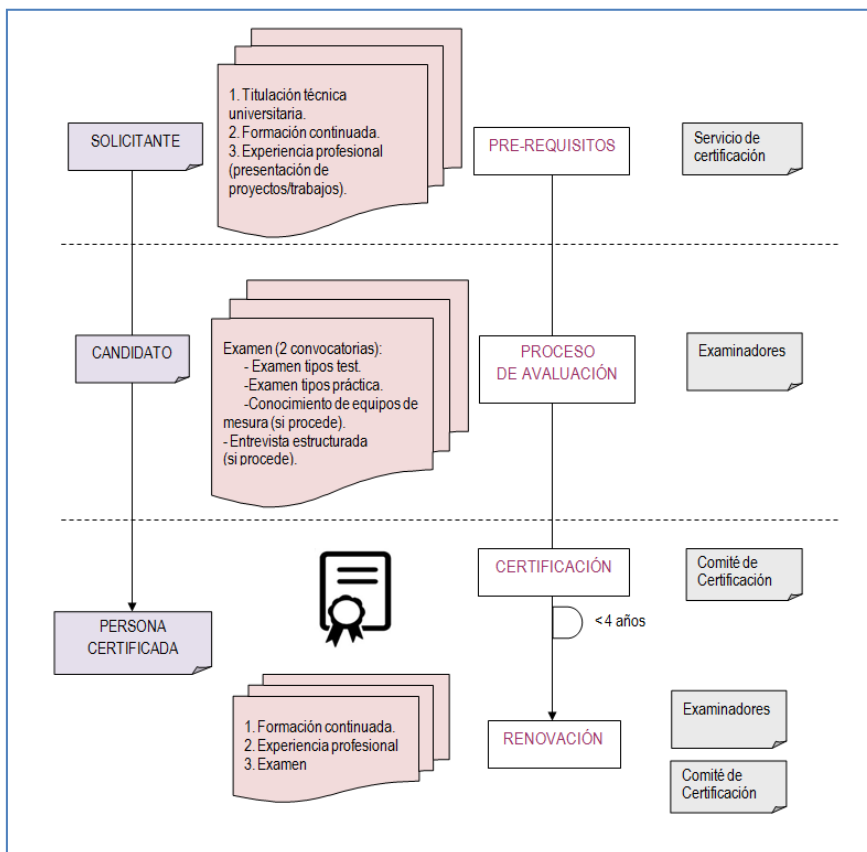 SOLICITANTE
1. Titulación técnica
universitaria.
2. Formación continuada.
3. Experiencia profesional
(presentación de
proyectos/trabajos).
PRE-REQUISITOS
Servicio de
certificación
CANDIDATO
Examen (2 convocatorias):
- Examen tipos test.
-Examen tipos práctica.
-Conocimiento de equipos de
mesura (si procede).
- Entrevista estructurada
(si procede).
PROCESO
DE AVALUACIÓN
Examinadores
CERTIFICACIÓN
Comité de
Certificación
< 4 años
PERSONA
CERTIFICADA
1. Formación continuada.
2. Experiencia profesional
3. Examen
RENOVACIÓN
Examinadores
Comité de
Certificación